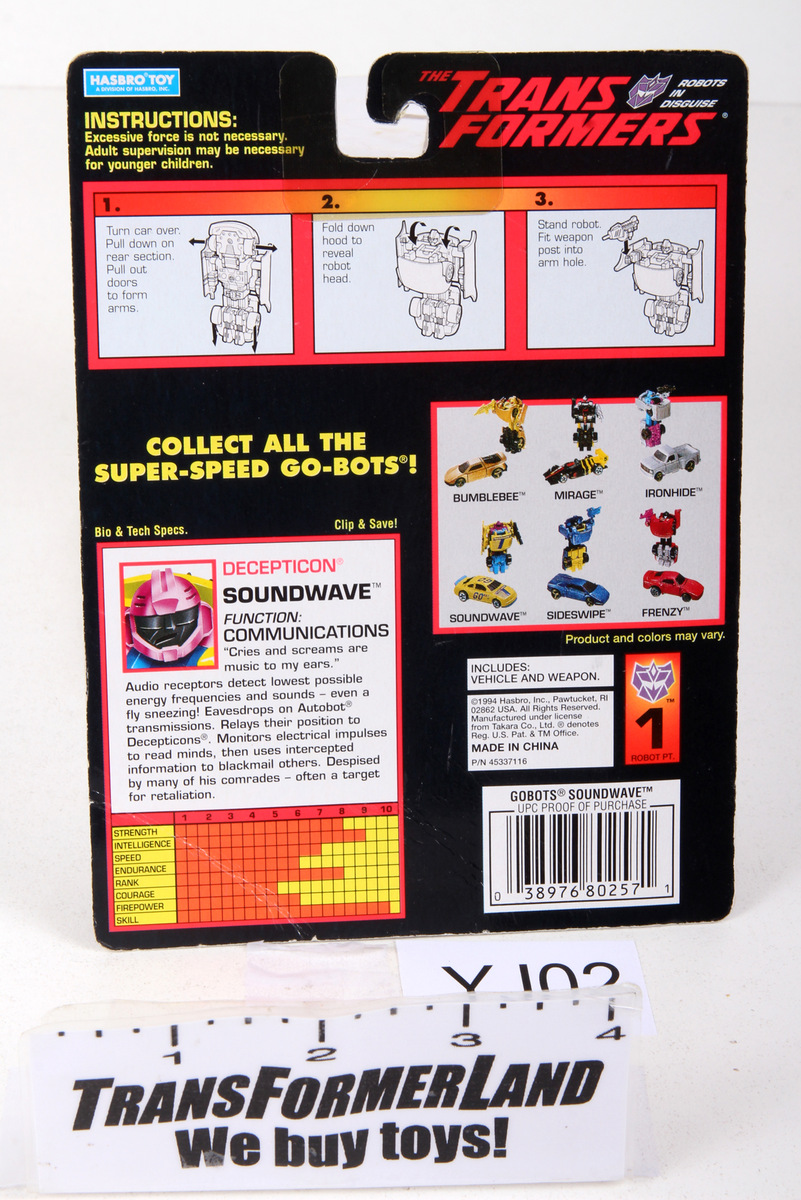 HASBRO® TOY
A DIVISION OF HASBRO, INC.
INSTRUCTIONS:
Excessive force is not necessary.
Adult supervision may be necessary
for younger children.
THE TRANSFORMERS®
ROBOTS
IN
DISGUISE
1.
Turn car over.
Pull down on
rear section.
Pull out
doors
to form
arms.
2.
Fold down
hood to
reveal
robot
head.
3.
Stand robot.
Fit weapon
post into
arm hole.
COLLECT ALL THE
SUPER-SPEED GO-BOTS®!
BUMBLEBEE™ MIRAGE™ IRONHIDE™
SOUNDWAVE™ SIDESWIPE™ FRENZY™
Product and colors may vary.
Bio & Tech Specs. Clip & Save!
DECEPTICON®
SOUNDWAVE™
FUNCTION:
COMMUNICATIONS
"Cries and screams are
music to my ears."
Audio receptors detect lowest possible
energy frequencies and sounds – even a
fly sneezing! Eavesdrops on Autobot®
transmissions. Relays their position to
Decepticons®. Monitors electrical impulses
to read minds, then uses intercepted
information to blackmail others. Despised
by many of his comrades – often a target
for retaliation.
1 2 3 4 5 6 7 8 9 10
STRENGTH
INTELLIGENCE
SPEED
ENDURANCE
RANK
COURAGE
FIREPOWER
SKILL
INCLUDES:
VEHICLE AND WEAPON.
©1994 Hasbro, Inc., Pawtucket, RI
02862 USA. All Rights Reserved.
Manufactured under license
from Takara Co., Ltd. ® denotes
Reg. U.S. Pat. & TM Office.
MADE IN CHINA
P/N 45337116
™
1
ROBOT PT.
GOBOTS® SOUNDWAVE™
UPC PROOF OF PURCHASE
0 38976 80257 1
1 2 3 4
TRANSFORMERLAND
We buy toys!